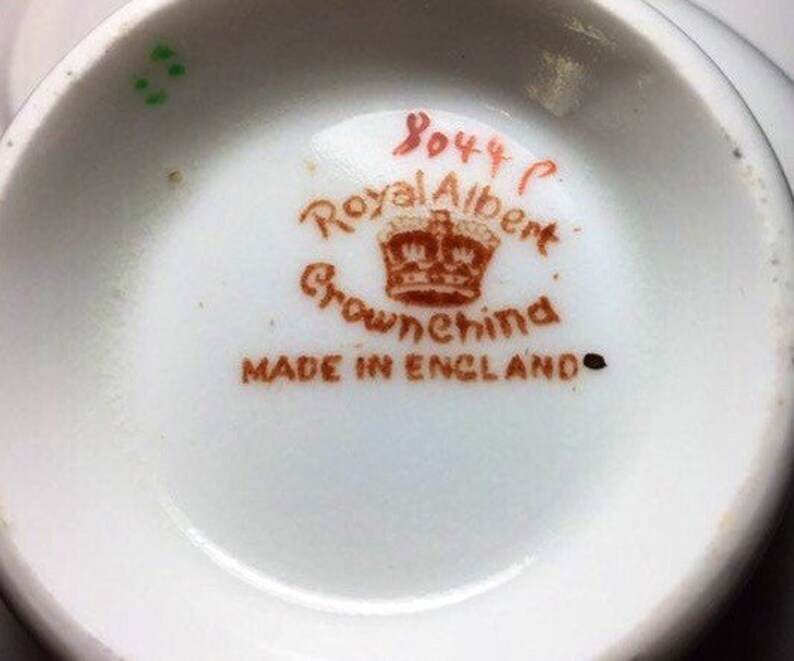 8044 P
Royal Albert
Crown China
MADE IN ENGLAND